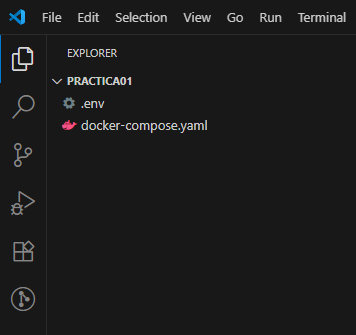 File Edit Selection View Go Run Terminal
EXPLORER
PRACTICA01
.env
docker-compose.yaml